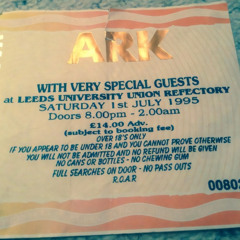 ARK
WITH VERY SPECIAL GUESTS
at LEEDS UNIVERSITY UNION REFECTORY
SATURDAY 1st JULY 1995
Doors 8.00pm - 2.00am
£14.00 Adv.
(subject to booking fee)
OVER 18'S ONLY
IF YOU APPEAR TO BE UNDER 18 AND YOU CANNOT PROVE OTHERWISE
YOU WILL NOT BE ADMITTED AND NO REFUND WILL BE GIVEN
NO CANS OR BOTTLES - NO CHEWING GUM
FULL SEARCHES ON DOOR - NO PASS OUTS
R.O.A.R